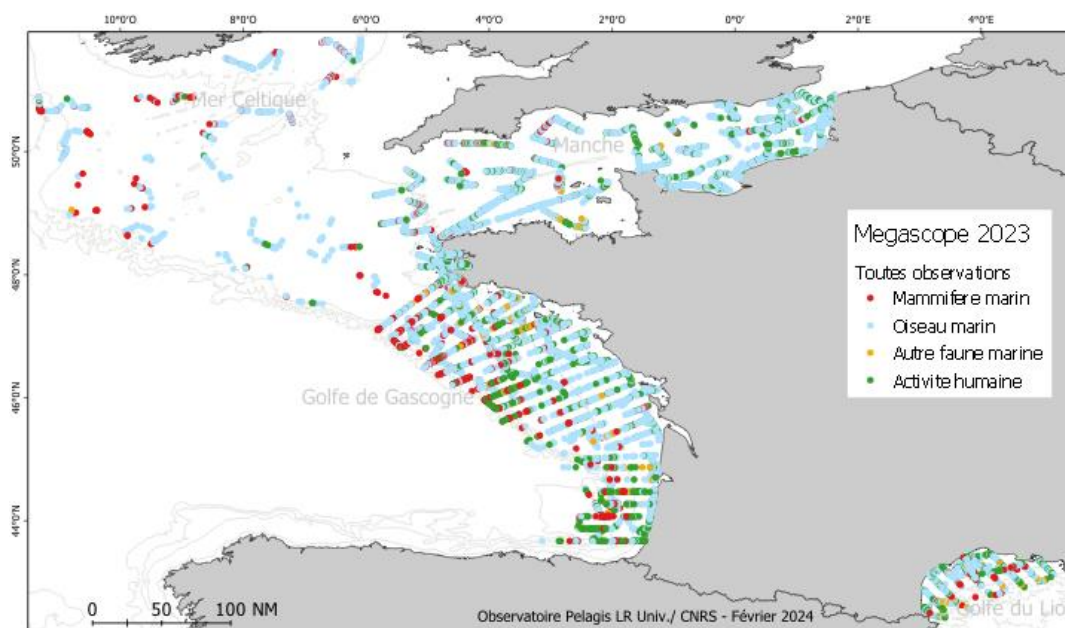 10°0'O 8°0'O 6°0'O 4°0'O 2°0'O 0°0' 2°0'E 4°0'E
Mer Celtique
50°0'N
Manche
Megascope 2023
Toutes observations
48°0'N
Mammifere marin
Oiseau marin
Autre faune marine
Activite humaine
46°0'N
Golfe de Gascogne
44°0'N
0 50 100 NM
Observatoire Pelagis LR Univ./ CNRS - Février 2024
Golfe du Lio